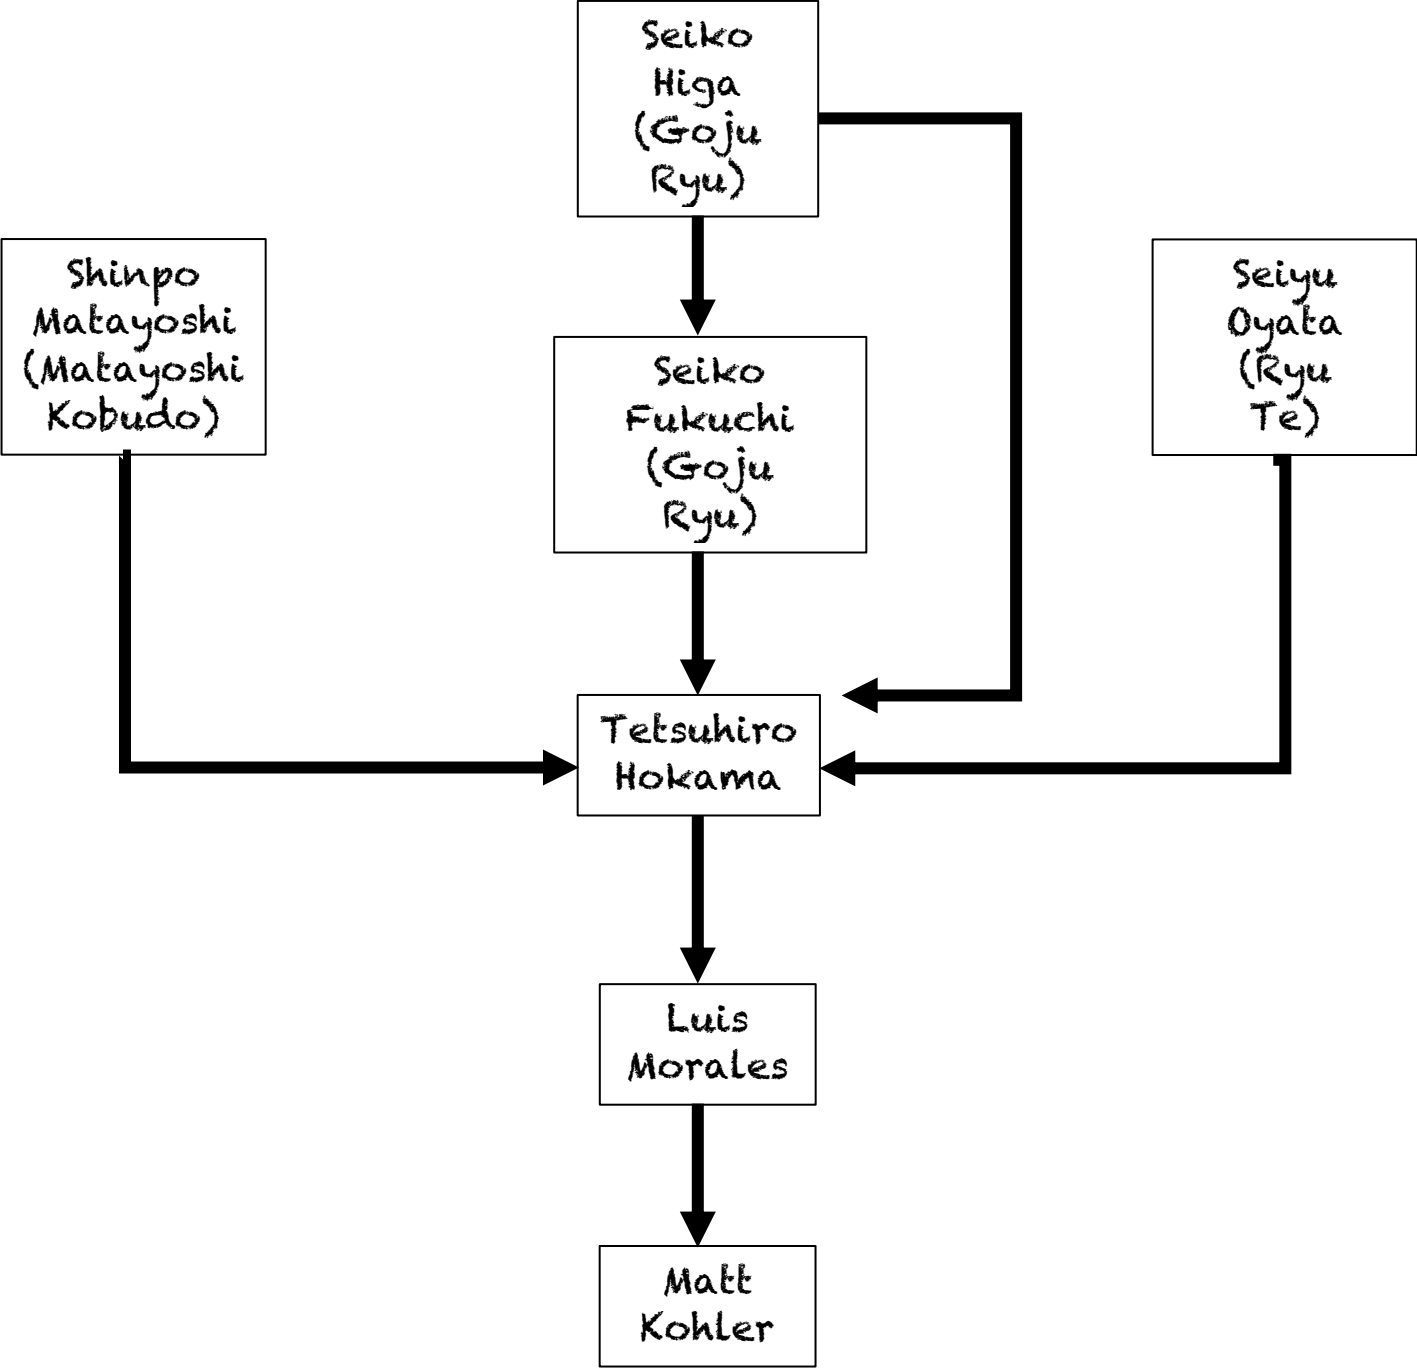 Seiko
Higa
(Goju
Ryu)
Shinpo
Matayoshi
(Matayoshi
Kobudo)
Seiko
Fukuchi
(Goju
Ryu)
Seiyu
Oyata
(Ryu
Te)
Tetsuhiro
Hokama
Luis
Morales
Matt
Kohler